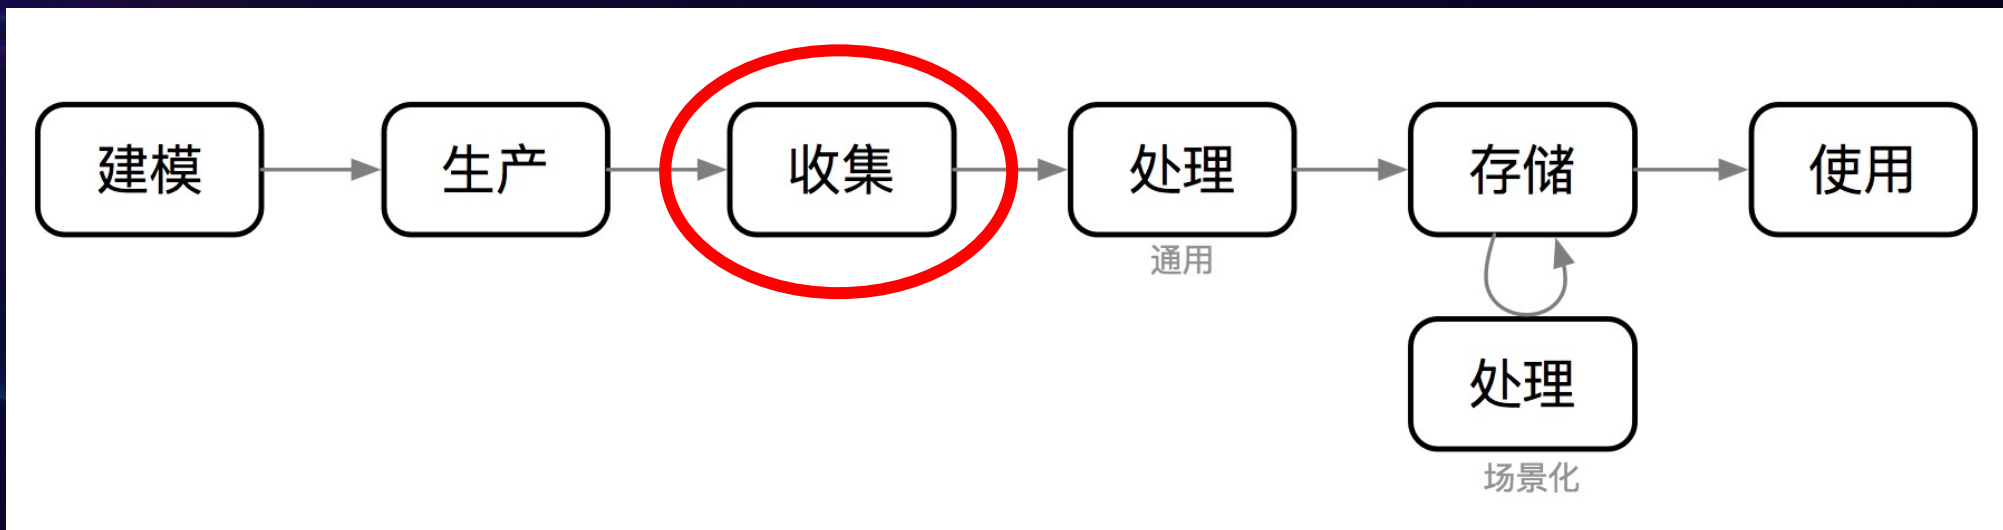 建模
生产
收集
处理
存储
使用
通用
处理
场景化